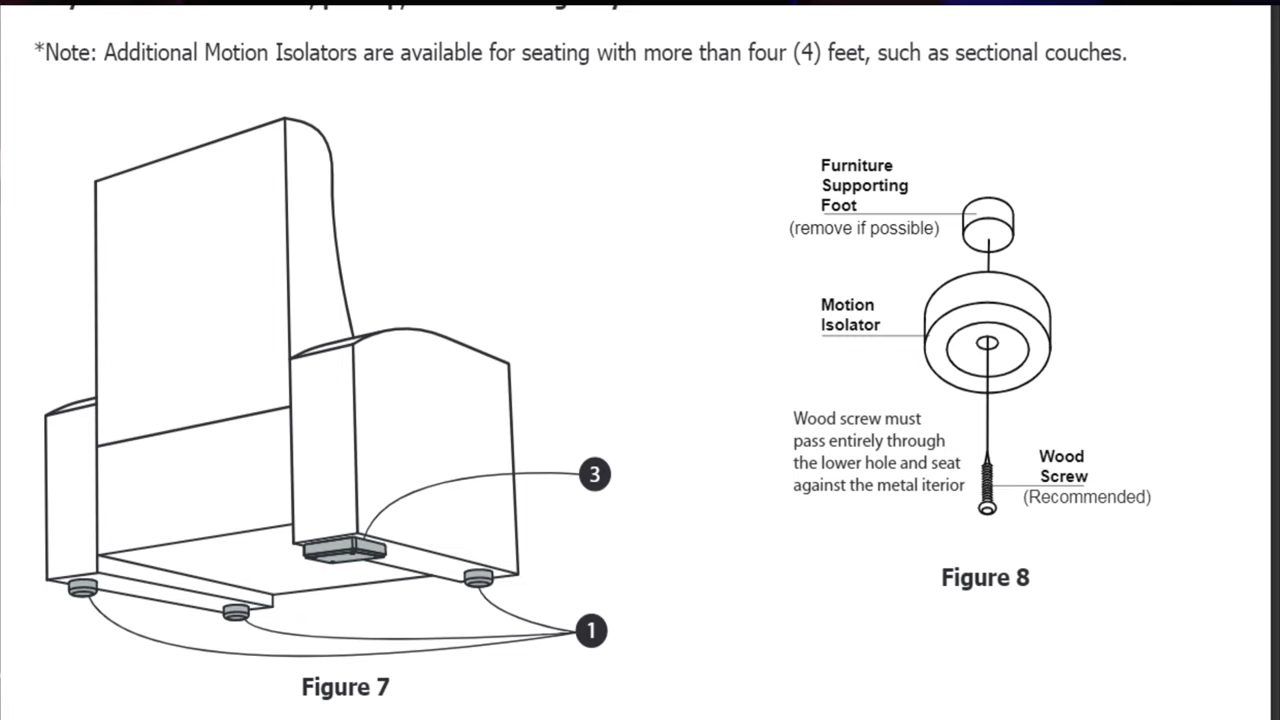 *Note: Additional Motion Isolators are available for seating with more than four (4) feet, such as sectional couches.
Furniture
Supporting
Foot
(remove if possible)
Motion
Isolator
Wood screw must
pass entirely through
the lower hole and seat
against the metal iterior
Wood
Screw
(Recommended)
3
1
Figure 8
Figure 7